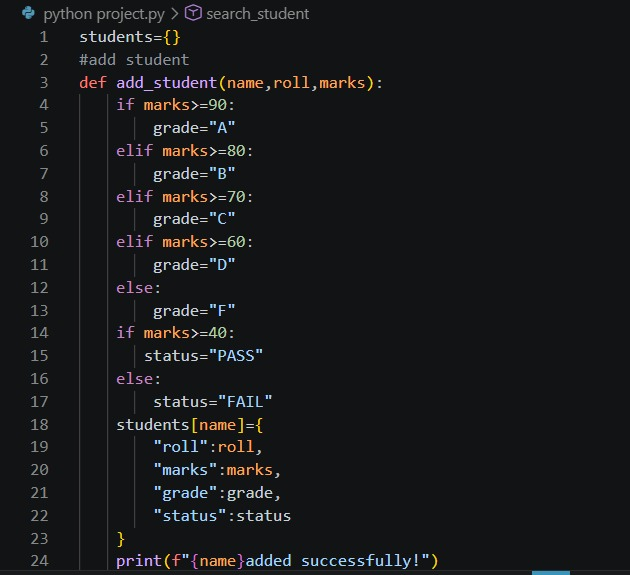 python project.py > search_student
1 students={}
2 #add student
3 def add_student(name,roll,marks):
4     if marks>=90:
5         grade="A"
6     elif marks>=80:
7         grade="B"
8     elif marks>=70:
9         grade="C"
10     elif marks>=60:
11         grade="D"
12     else:
13         grade="F"
14     if marks>=40:
15        status="PASS"
16     else:
17         status="FAIL"
18     students[name]={
19         "roll":roll,
20         "marks":marks,
21         "grade":grade,
22         "status":status
23     }
24     print(f"{name}added successfully!")